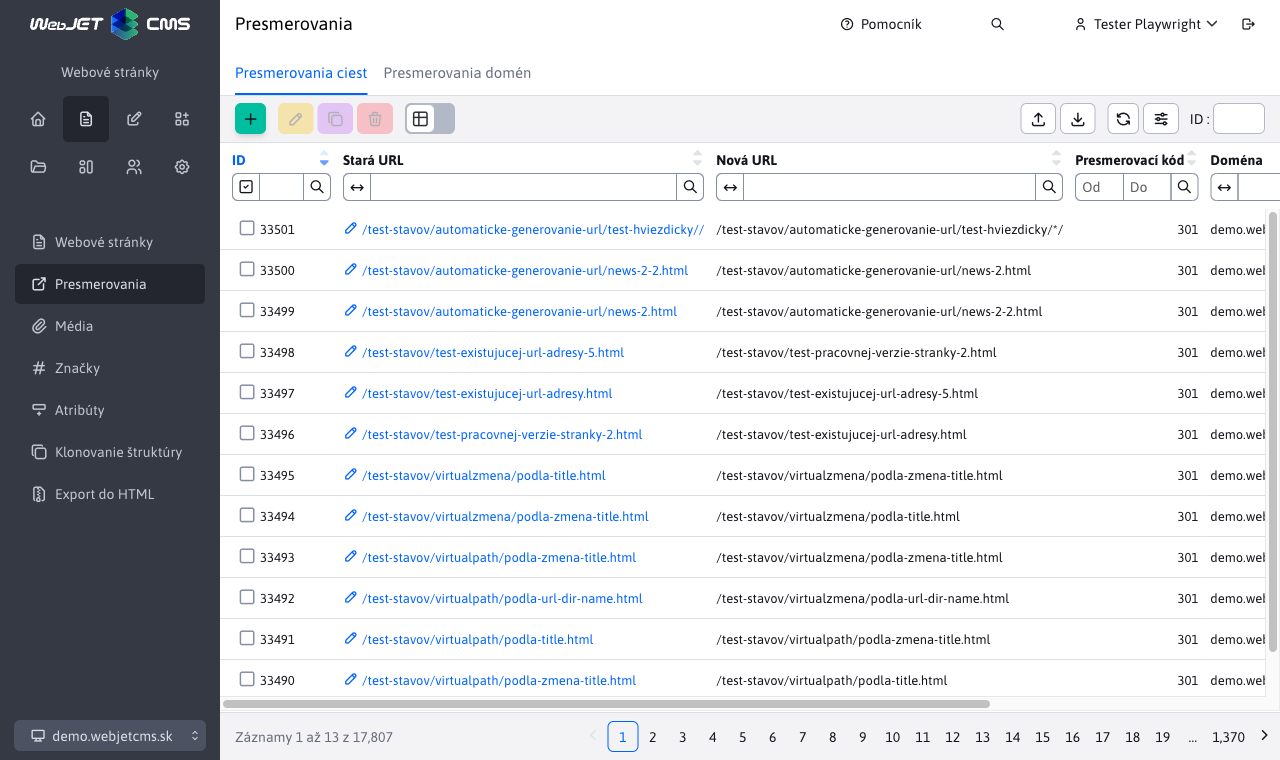 WebJET CMS
Presmerovania
Pomocník
Tester Playwright
Webové stránky
Presmerovania ciest
Presmerovania domén
ID :
ID
Stará URL
Nová URL
Presmerovací kód
Doména
Od
Do
33501 /test-stavov/automaticke-generovanie-url/test-hviezdicky// /test-stavov/automaticke-generovanie-url/test-hviezdicky/*/ 301 demo.web
33500 /test-stavov/automaticke-generovanie-url/news-2-2.html /test-stavov/automaticke-generovanie-url/news-2.html 301 demo.web
33499 /test-stavov/automaticke-generovanie-url/news-2.html /test-stavov/automaticke-generovanie-url/news-2-2.html 301 demo.web
33498 /test-stavov/test-existujucej-url-adresy-5.html /test-stavov/test-pracovnej-verzie-stranky-2.html 301 demo.web
33497 /test-stavov/test-existujucej-url-adresy.html /test-stavov/test-existujucej-url-adresy-5.html 301 demo.web
33496 /test-stavov/test-pracovnej-verzie-stranky-2.html /test-stavov/test-existujucej-url-adresy.html 301 demo.web
33495 /test-stavov/virtualzmena/podla-title.html /test-stavov/virtualzmena/podla-zmena-title.html 301 demo.web
33494 /test-stavov/virtualzmena/podla-zmena-title.html /test-stavov/virtualzmena/podla-title.html 301 demo.web
33493 /test-stavov/virtualpath/podla-zmena-title.html /test-stavov/virtualzmena/podla-zmena-title.html 301 demo.web
33492 /test-stavov/virtualpath/podla-url-dir-name.html /test-stavov/virtualzmena/podla-url-dir-name.html 301 demo.web
33491 /test-stavov/virtualpath/podla-title.html /test-stavov/virtualpath/podla-zmena-title.html 301 demo.web
33490 /test-stavov/virtualpath/podla-zmena-title.html /test-stavov/virtualpath/podla-title.html 301 demo.web
Webové stránky
Presmerovania
Média
Značky
Atribúty
Klonovanie štruktúry
Export do HTML
demo.webjetcms.sk
Záznamy 1 až 13 z 17,807
1 2 3 4 5 6 7 8 9 10 11 12 13 14 15 16 17 18 19 ... 1,370